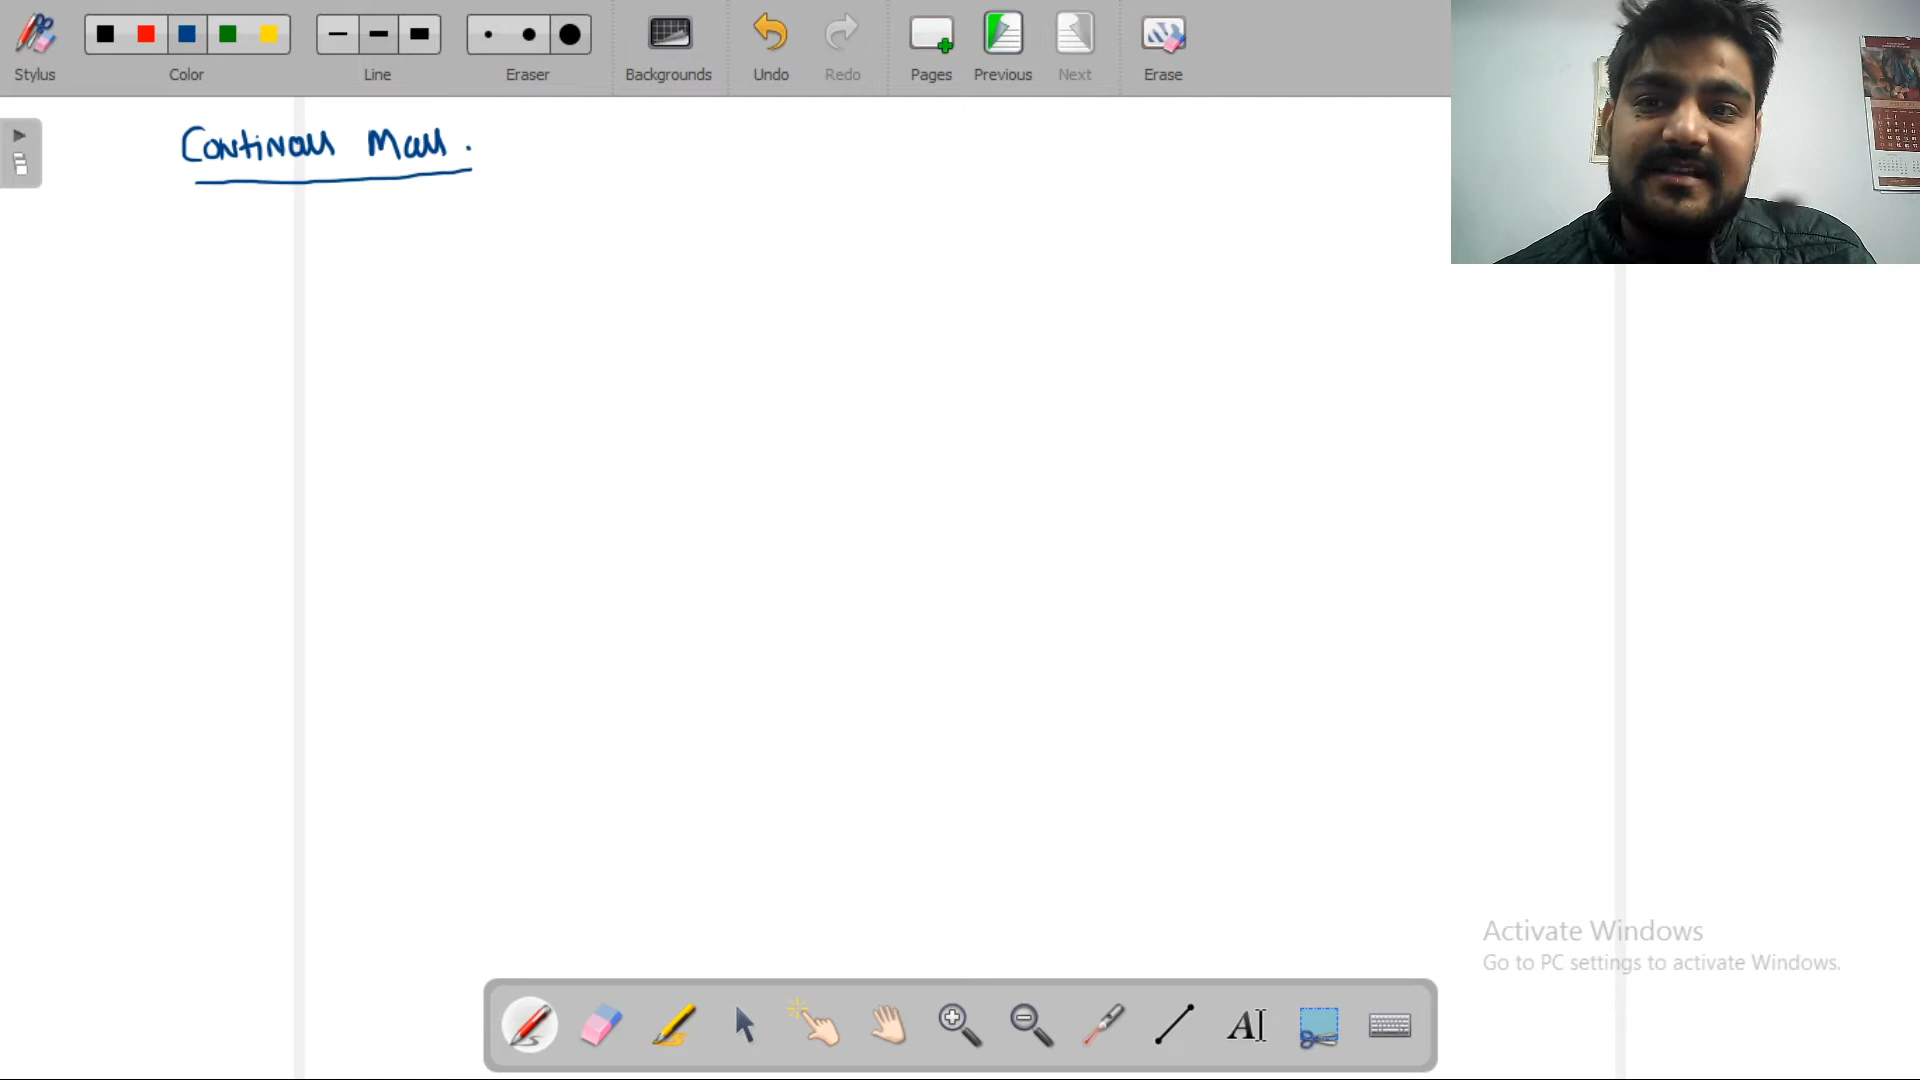 Stylus Color Line Eraser Backgrounds Undo Redo Pages Previous Next Erase
Continous Mass.
Activate Windows
Go to PC settings to activate Windows.